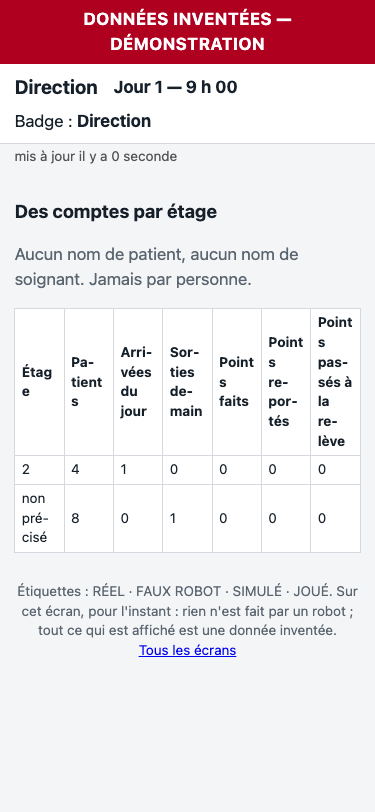 DONNÉES INVENTÉES —
DÉMONSTRATION
Direction Jour 1 — 9 h 00
Badge : Direction
mis à jour il y a 0 seconde
Des comptes par étage
Aucun nom de patient, aucun nom de
soignant. Jamais par personne.
Étag
e
Pa-
tient
s
Arri-
vées
du
jour
Sor-
ties
de-
main
Point
s
faits
Point
s
re-
por-
tés
Point
s
pas-
sés à
la
re-
lève
2 4 1 0 0 0 0
non
pré-
cisé
8 0 1 0 0 0
Étiquettes : RÉEL · FAUX ROBOT · SIMULÉ · JOUÉ. Sur
cet écran, pour l'instant : rien n'est fait par un robot ;
tout ce qui est affiché est une donnée inventée.
Tous les écrans